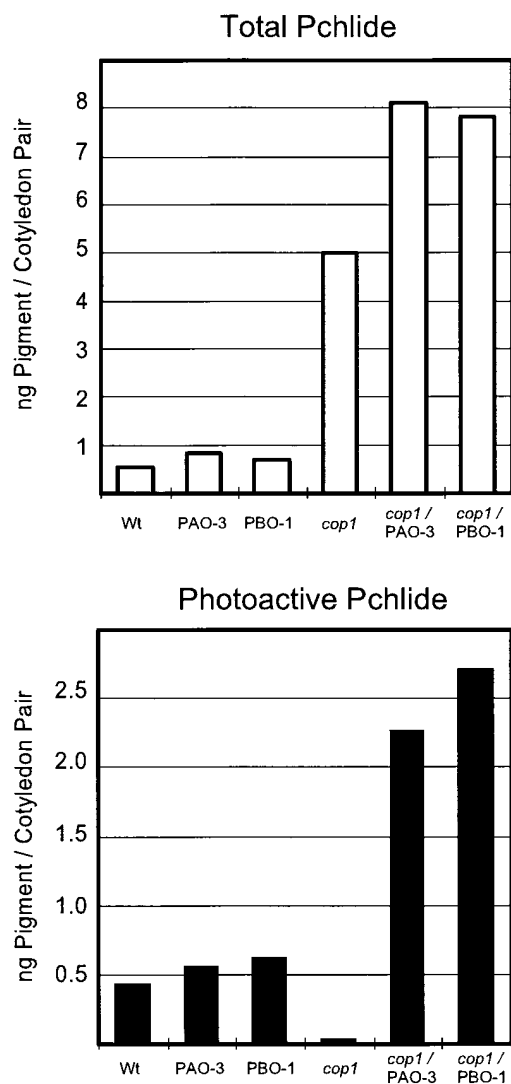 Total Pchlide
ng Pigment / Cotyledon Pair
8
7
6
5
4
3
2
1
Wt PAO-3 PBO-1 cop1 cop1 / PAO-3 cop1 / PBO-1
Photoactive Pchlide
ng Pigment / Cotyledon Pair
2.5
2.0
1.5
1.0
0.5
Wt PAO-3 PBO-1 cop1 cop1 / PAO-3 cop1 / PBO-1